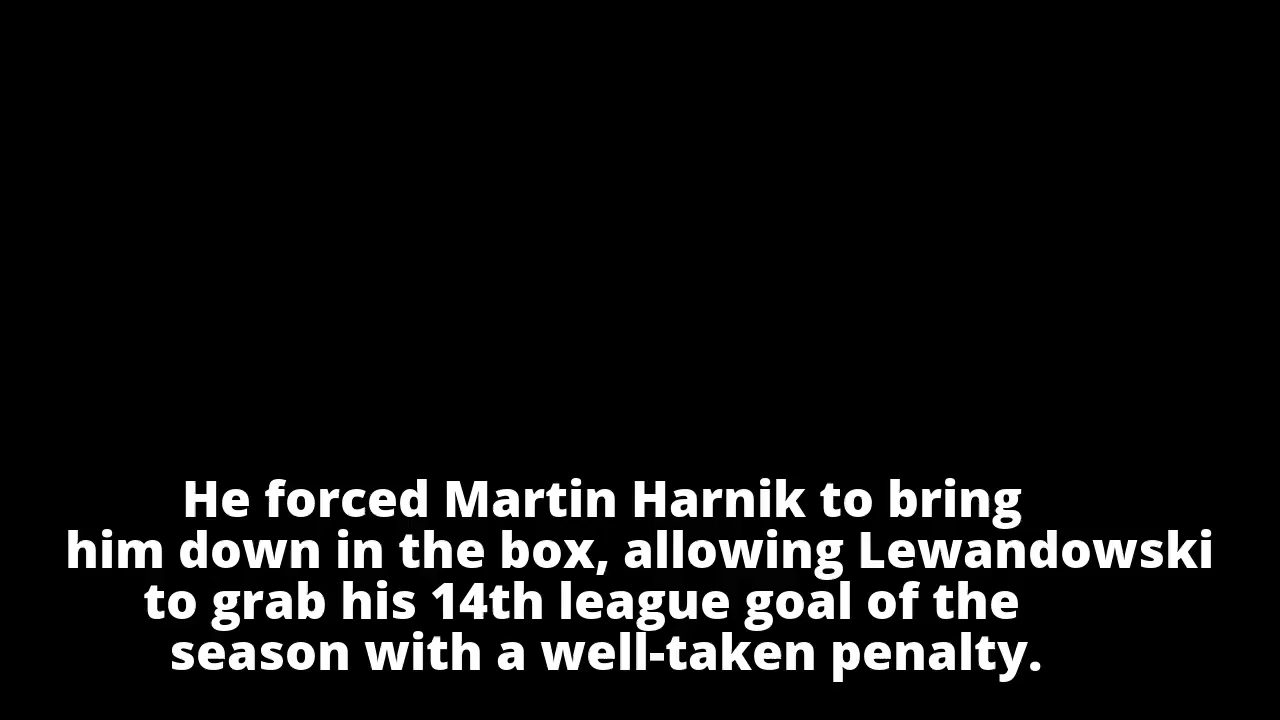 He forced Martin Harnik to bring
him down in the box, allowing Lewandowski
to grab his 14th league goal of the
season with a well-taken penalty.